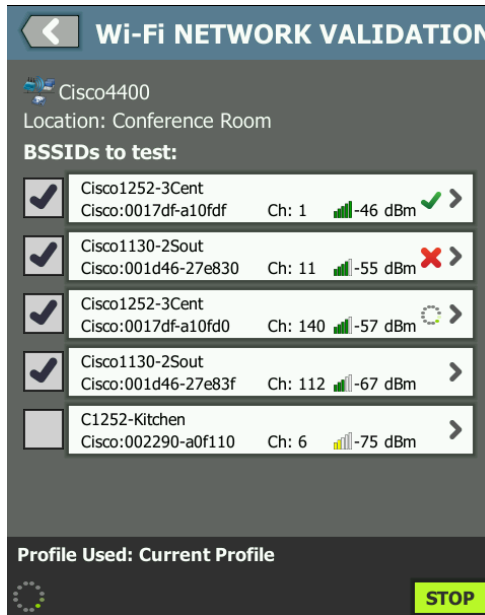 Wi-Fi NETWORK VALIDATION
Cisco4400
Location: Conference Room
BSSIDs to test:
Cisco1252-3Cent
Cisco:0017df-a10fdf Ch: 1 -46 dBm
Cisco1130-2Sout
Cisco:001d46-27e830 Ch: 11 -55 dBm
Cisco1252-3Cent
Cisco:0017df-a10fd0 Ch: 140 -57 dBm
Cisco1130-2Sout
Cisco:001d46-27e83f Ch: 112 -67 dBm
C1252-Kitchen
Cisco:002290-a0f110 Ch: 6 -75 dBm
Profile Used: Current Profile
STOP